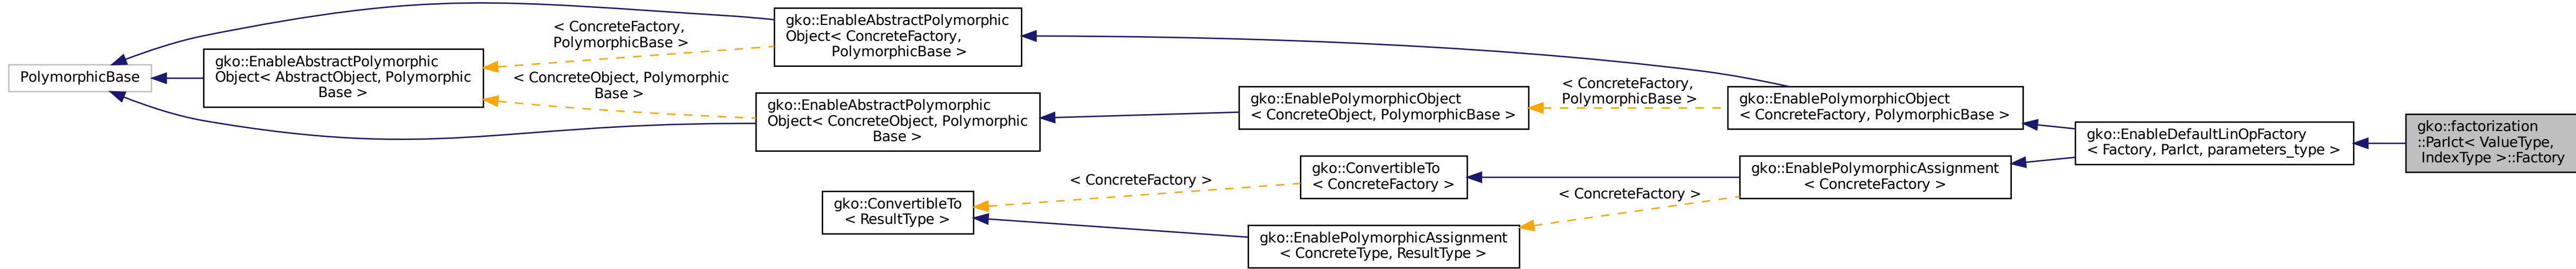 PolymorphicBase
gko::EnableAbstractPolymorphic
Object< AbstractObject, Polymorphic
Base >
< ConcreteFactory,
PolymorphicBase >
< ConcreteObject, Polymorphic
Base >
gko::EnableAbstractPolymorphic
Object< ConcreteFactory,
PolymorphicBase >
gko::EnableAbstractPolymorphic
Object< ConcreteObject, Polymorphic
Base >
gko::ConvertibleTo
< ResultType >
< ConcreteFactory >
gko::EnablePolymorphicObject
< ConcreteObject, PolymorphicBase >
gko::ConvertibleTo
< ConcreteFactory >
gko::EnablePolymorphicAssignment
< ConcreteType, ResultType >
< ConcreteFactory,
PolymorphicBase >
< ConcreteFactory >
gko::EnablePolymorphicObject
< ConcreteFactory, PolymorphicBase >
gko::EnablePolymorphicAssignment
< ConcreteFactory >
gko::EnableDefaultLinOpFactory
< Factory, ParIct, parameters_type >
gko::factorization
::ParIct< ValueType,
IndexType >::Factory